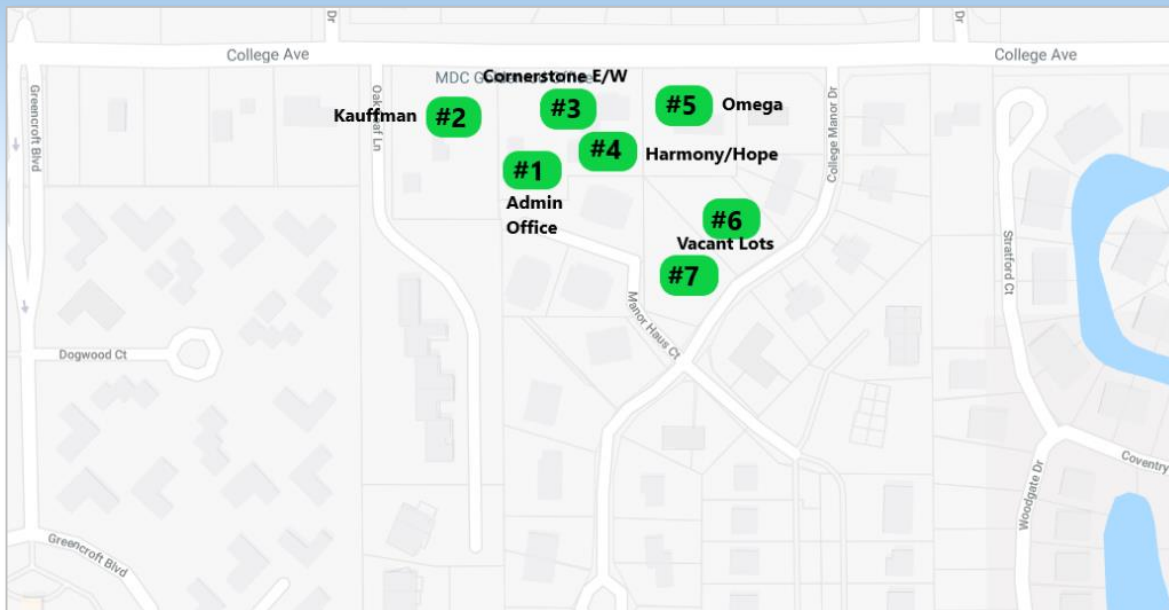 Dr
Dr
College Ave
College Ave
MDC
Cornerstone E/W
Greencroft Blvd
Kauffman
#2
#3
#5
Omega
College Manor Dr
#4
Harmony/Hope
#1
Admin
Office
#6
Vacant Lots
#7
Stratford Ct
Manor Haus Ct
Dogwood Ct
Coventry
Woodgate Dr
Greencroft Blvd